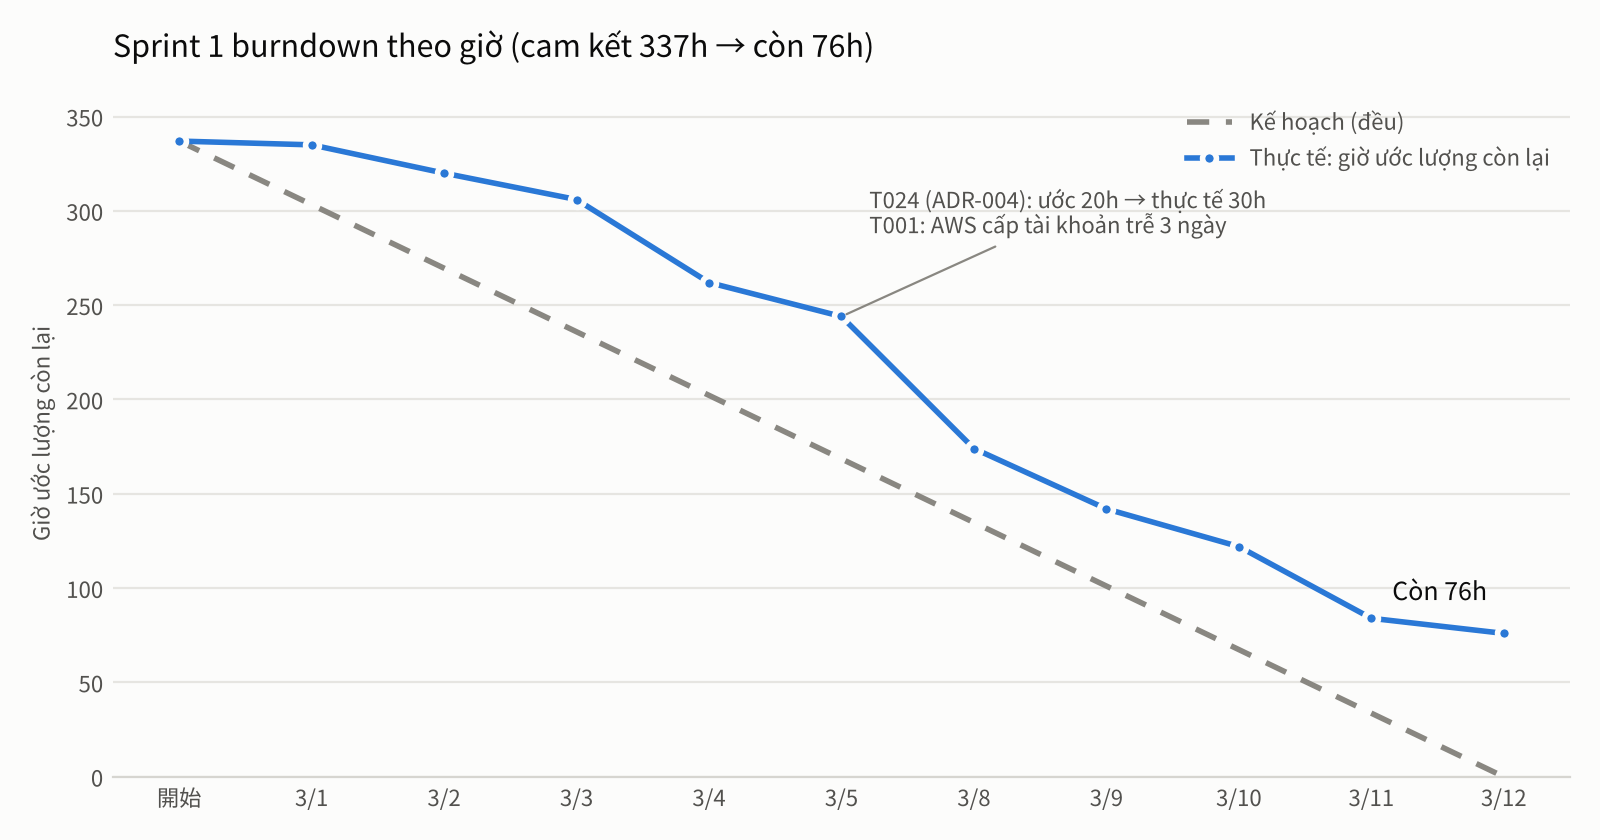 Sprint 1 burndown theo giờ (cam kết 337h → còn 76h)
Kế hoạch (đều)
Thực tế: giờ ước lượng còn lại
T024 (ADR-004): ước 20h → thực tế 30h
T001: AWS cấp tài khoản trễ 3 ngày
Còn 76h
Giờ ước lượng còn lại
350
300
250
200
150
100
50
0
開始
3/1
3/2
3/3
3/4
3/5
3/8
3/9
3/10
3/11
3/12